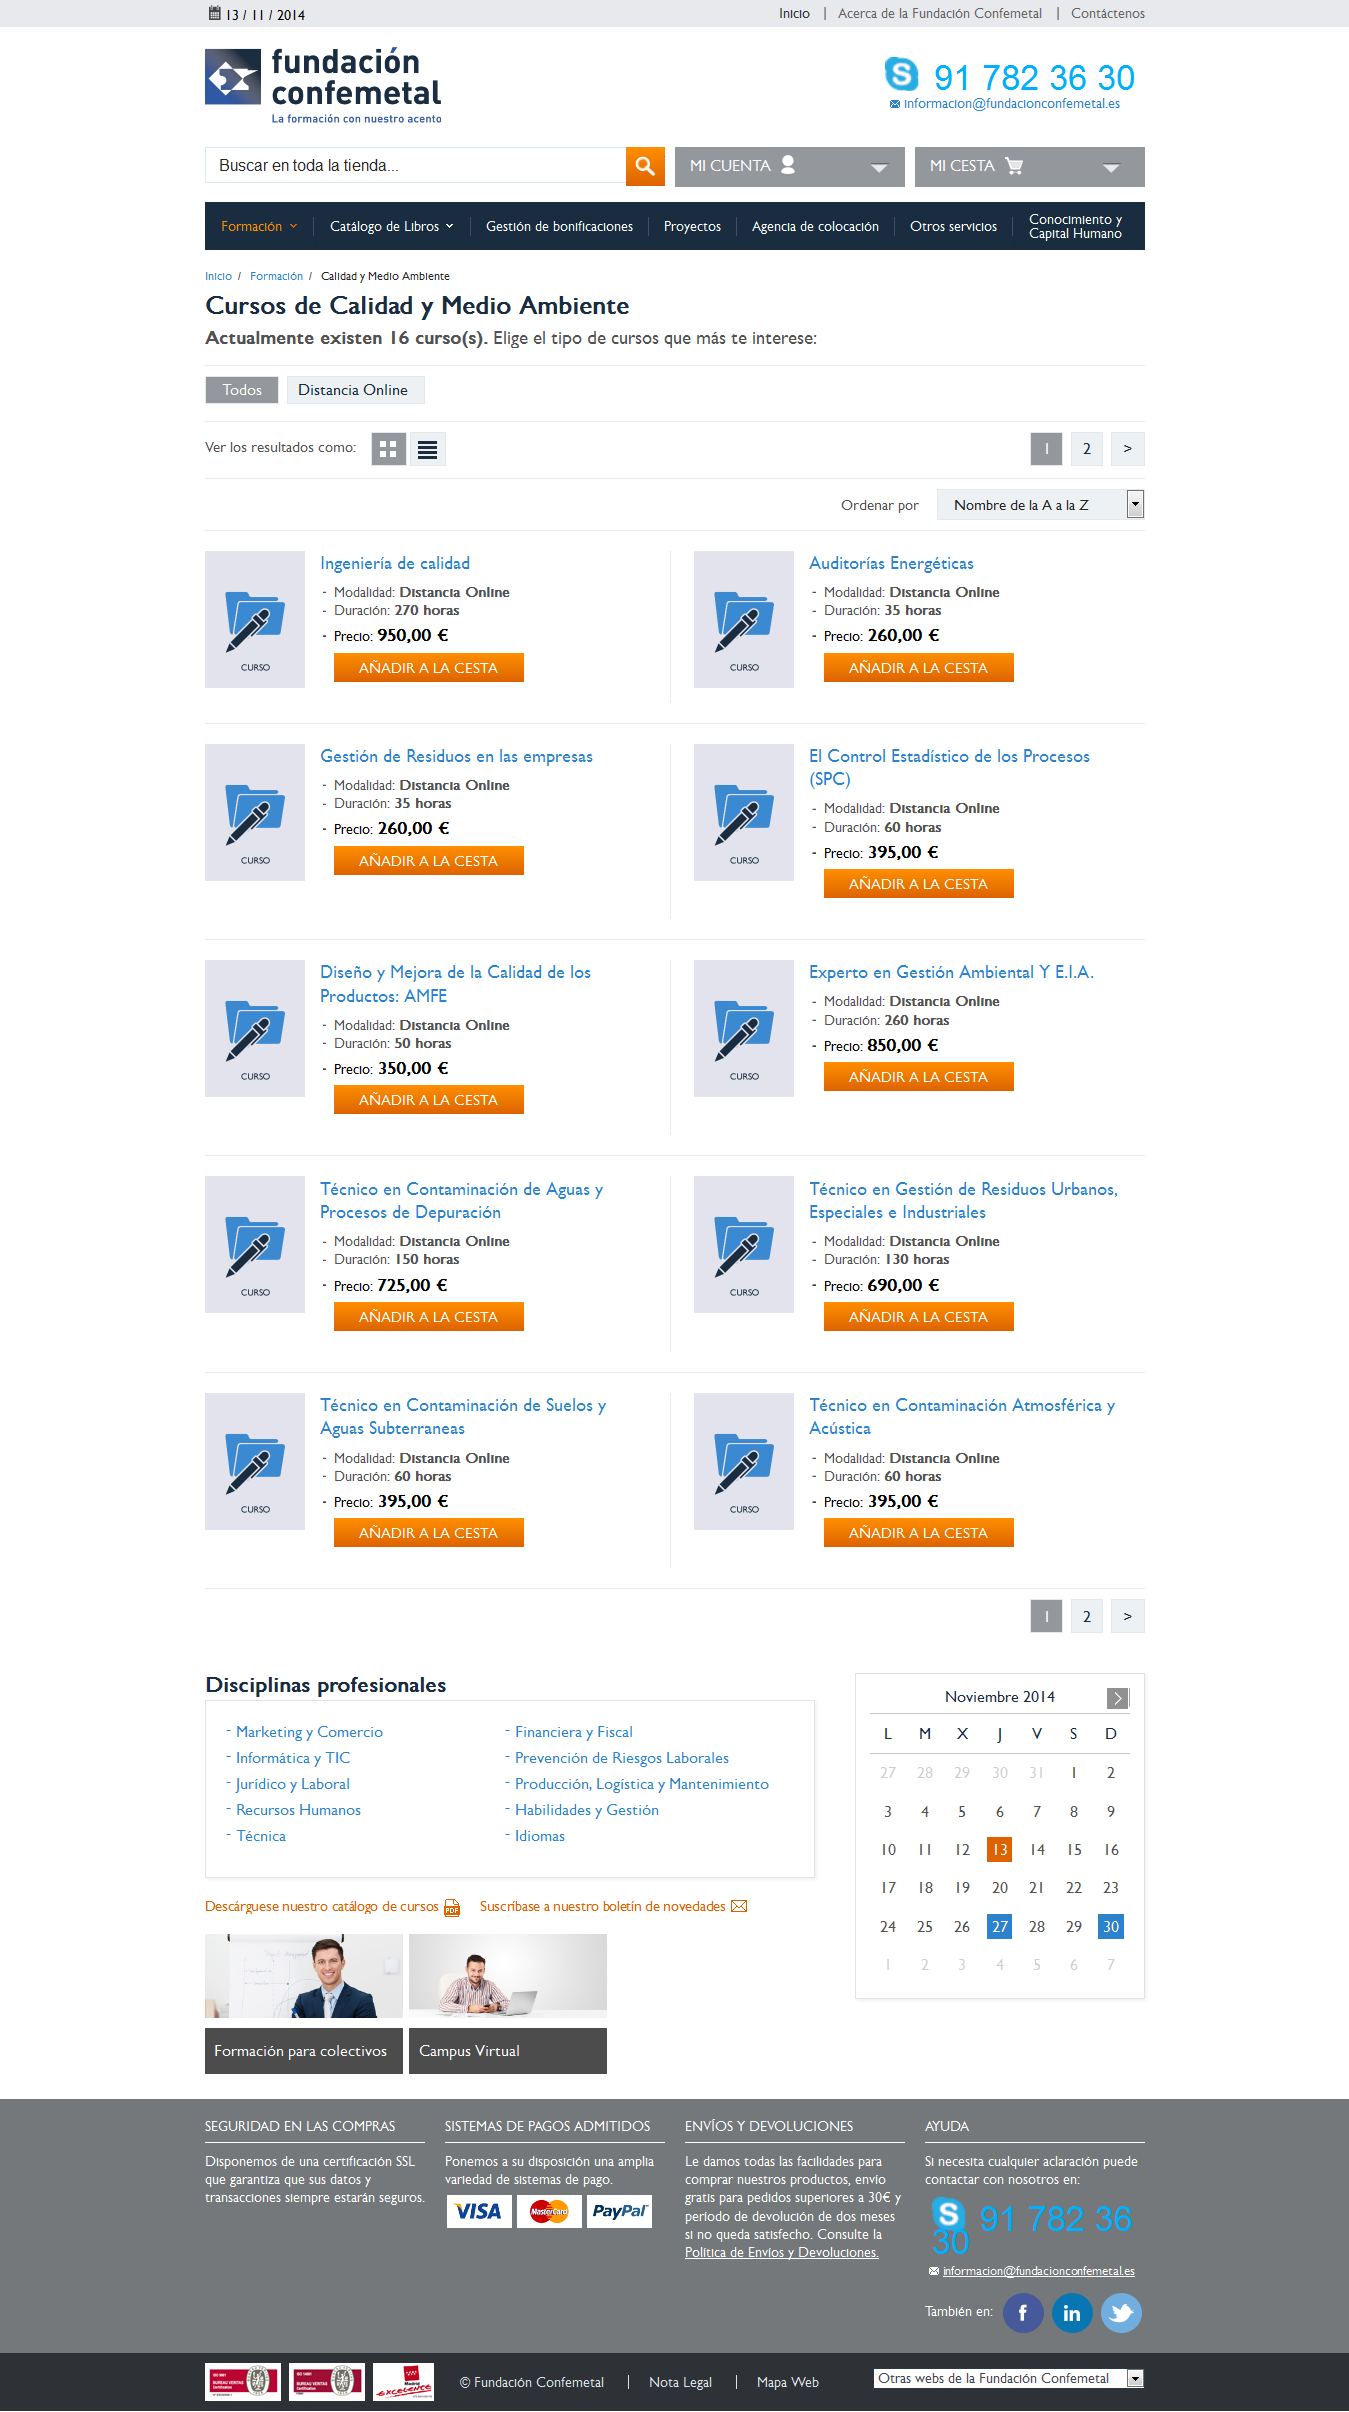 13 / 11 / 2014
Inicio | Acerca de la Fundación Confemetal | Contáctenos
fundación
confemetal
La formación con nuestro acento
91 782 36 30
informacion@fundacionconfemetal.es
Buscar en toda la tienda...
MI CUENTA
MI CESTA
Formación
Catálogo de Libros
Gestión de bonificaciones
Proyectos
Agencia de colocación
Otros servicios
Conocimiento y
Capital Humano
Inicio / Formación / Calidad y Medio Ambiente
Cursos de Calidad y Medio Ambiente
Actualmente existen 16 curso(s). Elige el tipo de cursos que más te interese:
Todos
Distancia Online
Ver los resultados como:
1 2 >
Ordenar por
Nombre de la A a la Z
CURSO
Ingeniería de calidad
- Modalidad: Distancia Online
- Duración: 270 horas
- Precio: 950,00 €
AÑADIR A LA CESTA
CURSO
Auditorías Energéticas
- Modalidad: Distancia Online
- Duración: 35 horas
- Precio: 260,00 €
AÑADIR A LA CESTA
CURSO
Gestión de Residuos en las empresas
- Modalidad: Distancia Online
- Duración: 35 horas
- Precio: 260,00 €
AÑADIR A LA CESTA
CURSO
El Control Estadístico de los Procesos
(SPC)
- Modalidad: Distancia Online
- Duración: 60 horas
- Precio: 395,00 €
AÑADIR A LA CESTA
CURSO
Diseño y Mejora de la Calidad de los
Productos: AMFE
- Modalidad: Distancia Online
- Duración: 50 horas
- Precio: 350,00 €
AÑADIR A LA CESTA
CURSO
Experto en Gestión Ambiental Y E.I.A.
- Modalidad: Distancia Online
- Duración: 260 horas
- Precio: 850,00 €
AÑADIR A LA CESTA
CURSO
Técnico en Contaminación de Aguas y
Procesos de Depuración
- Modalidad: Distancia Online
- Duración: 150 horas
- Precio: 725,00 €
AÑADIR A LA CESTA
CURSO
Técnico en Gestión de Residuos Urbanos,
Especiales e Industriales
- Modalidad: Distancia Online
- Duración: 130 horas
- Precio: 690,00 €
AÑADIR A LA CESTA
CURSO
Técnico en Contaminación de Suelos y
Aguas Subterraneas
- Modalidad: Distancia Online
- Duración: 60 horas
- Precio: 395,00 €
AÑADIR A LA CESTA
CURSO
Técnico en Contaminación Atmosférica y
Acústica
- Modalidad: Distancia Online
- Duración: 60 horas
- Precio: 395,00 €
AÑADIR A LA CESTA
1 2 >
Disciplinas profesionales
- Marketing y Comercio
- Informática y TIC
- Jurídico y Laboral
- Recursos Humanos
- Técnica
- Financiera y Fiscal
- Prevención de Riesgos Laborales
- Producción, Logística y Mantenimiento
- Habilidades y Gestión
- Idiomas
Noviembre 2014
L M X J V S D
27 28 29 30 31 1 2
3 4 5 6 7 8 9
10 11 12 13 14 15 16
17 18 19 20 21 22 23
24 25 26 27 28 29 30
1 2 3 4 5 6 7
Descárguese nuestro catálogo de cursos PDF
Suscríbase a nuestro boletín de novedades
Formación para colectivos
Campus Virtual
SEGURIDAD EN LAS COMPRAS
Disponemos de una certificación SSL
que garantiza que sus datos y
transacciones siempre estarán seguros.
SISTEMAS DE PAGOS ADMITIDOS
Ponemos a su disposición una amplia
variedad de sistemas de pago.
VISA MasterCard PayPal
ENVÍOS Y DEVOLUCIONES
Le damos todas las facilidades para
comprar nuestros productos, envío
gratis para pedidos superiores a 30€ y
período de devolución de dos meses
si no queda satisfecho. Consulte la
Política de Envíos y Devoluciones.
AYUDA
Si necesita cualquier aclaración puede
contactar con nosotros en:
91 782 36
30
informacion@fundacionconfemetal.es
También en:
BUREAU VERITAS
BUREAU VERITAS
Madrid
excelente
© Fundación Confemetal | Nota Legal | Mapa Web
Otras webs de la Fundación Confemetal